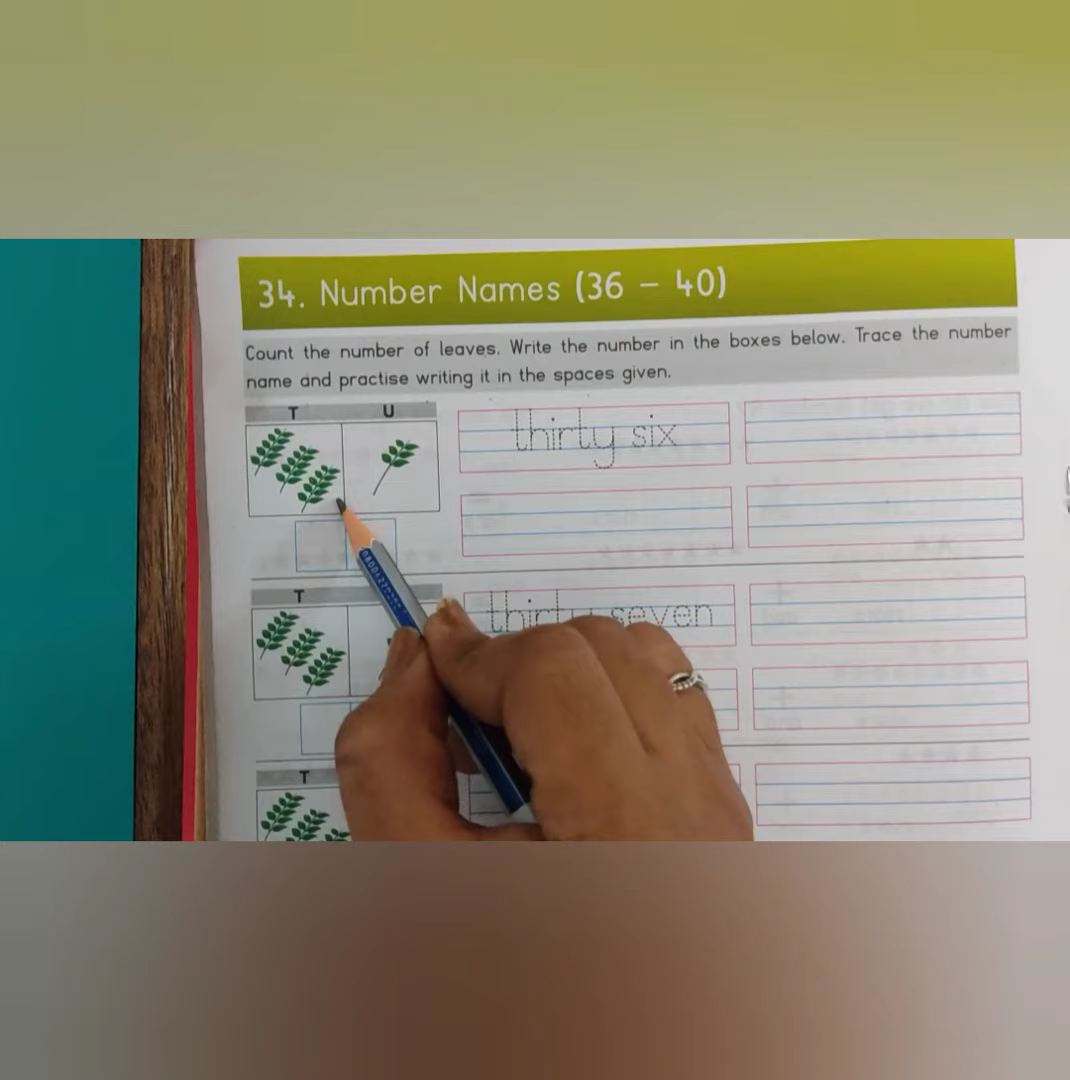 34. Number Names (36 – 40)
Count the number of leaves. Write the number in the boxes below. Trace the number
name and practise writing it in the spaces given.
T U
thirty six
T
thirty seven
T